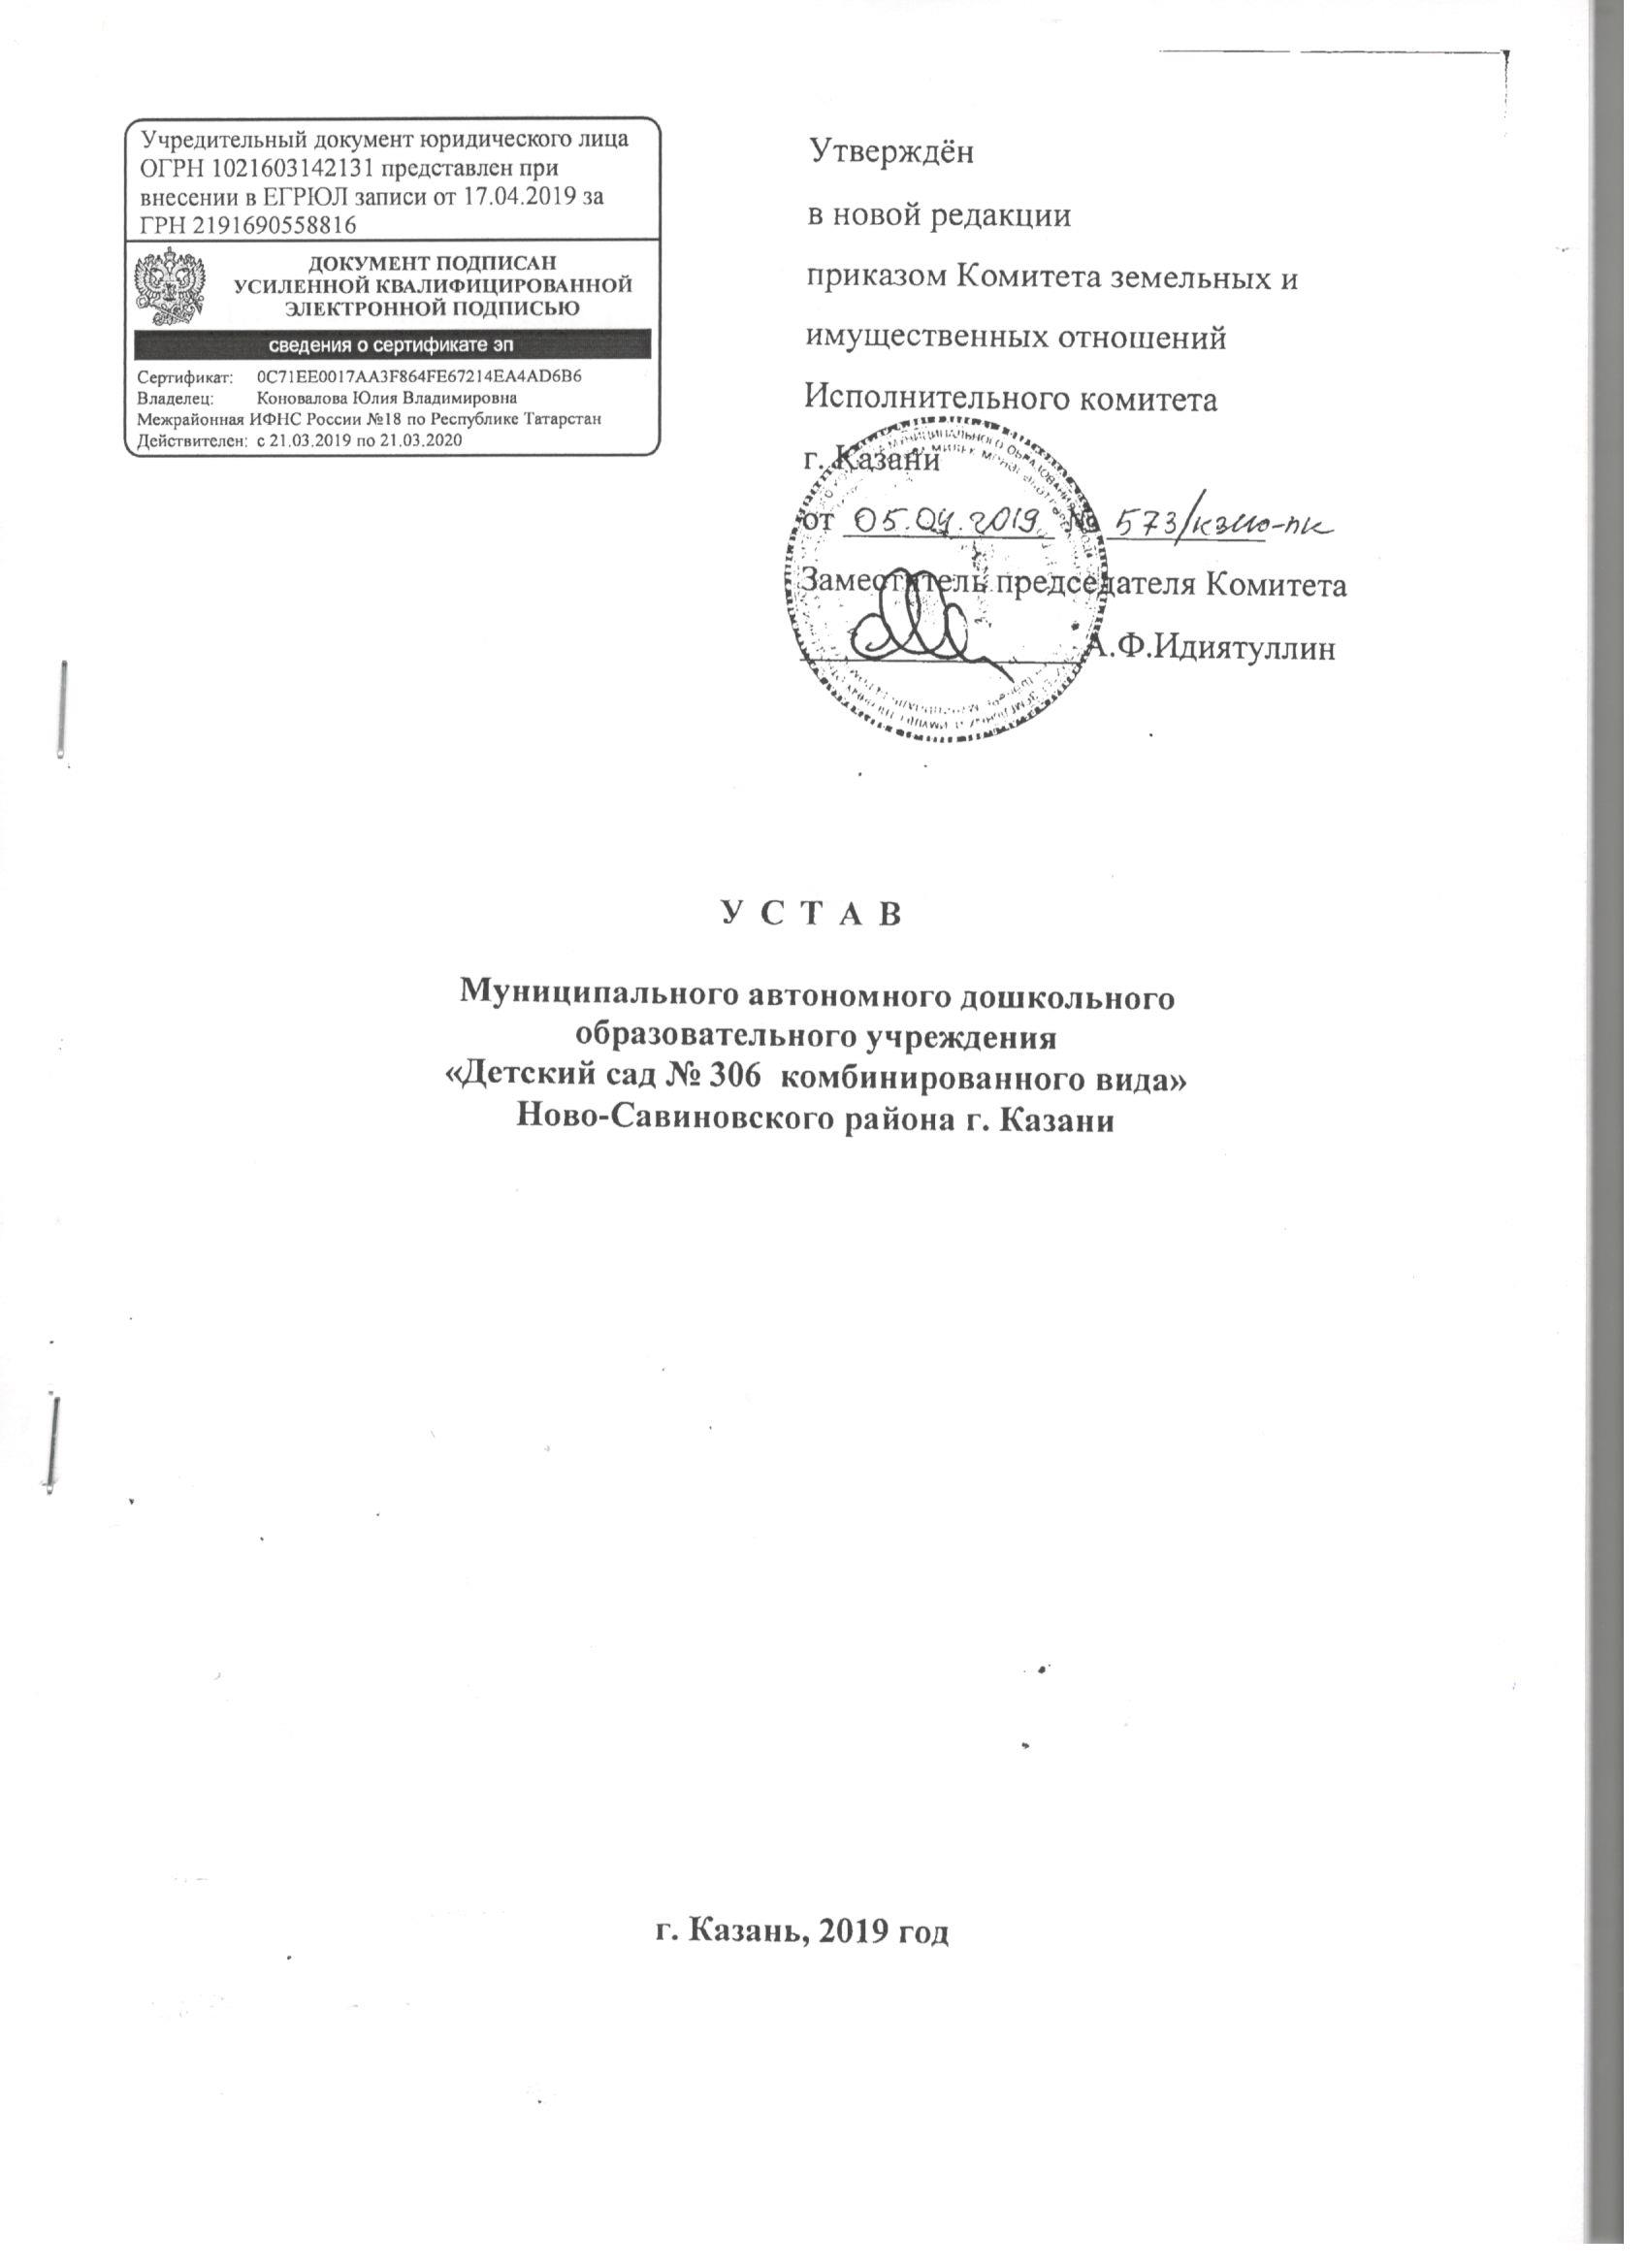 Учредительный документ юридического лица
ОГРН 1021603142131 представлен при
внесении в ЕГРЮЛ записи от 17.04.2019 за
ГРН 2191690558816
ДОКУМЕНТ ПОДПИСАН
УСИЛЕННОЙ КВАЛИФИЦИРОВАННОЙ
ЭЛЕКТРОННОЙ ПОДПИСЬЮ
сведения о сертификате эп
Сертификат: 0C71EE0017AA3F864FE67214EA4AD6B6
Владелец: Коновалова Юлия Владимировна
Межрайонная ИФНС России №18 по Республике Татарстан
Действителен: с 21.03.2019 по 21.03.2020
Утверждён
в новой редакции
приказом Комитета земельных и
имущественных отношений
Исполнительного комитета
г. Казани
от 05.04.2019 № 573/кзио-пк
Заместитель председателя Комитета
А.Ф.Идиятуллин
У С Т А В
Муниципального автономного дошкольного
образовательного учреждения
«Детский сад № 306 комбинированного вида»
Ново-Савиновского района г. Казани
г. Казань, 2019 год